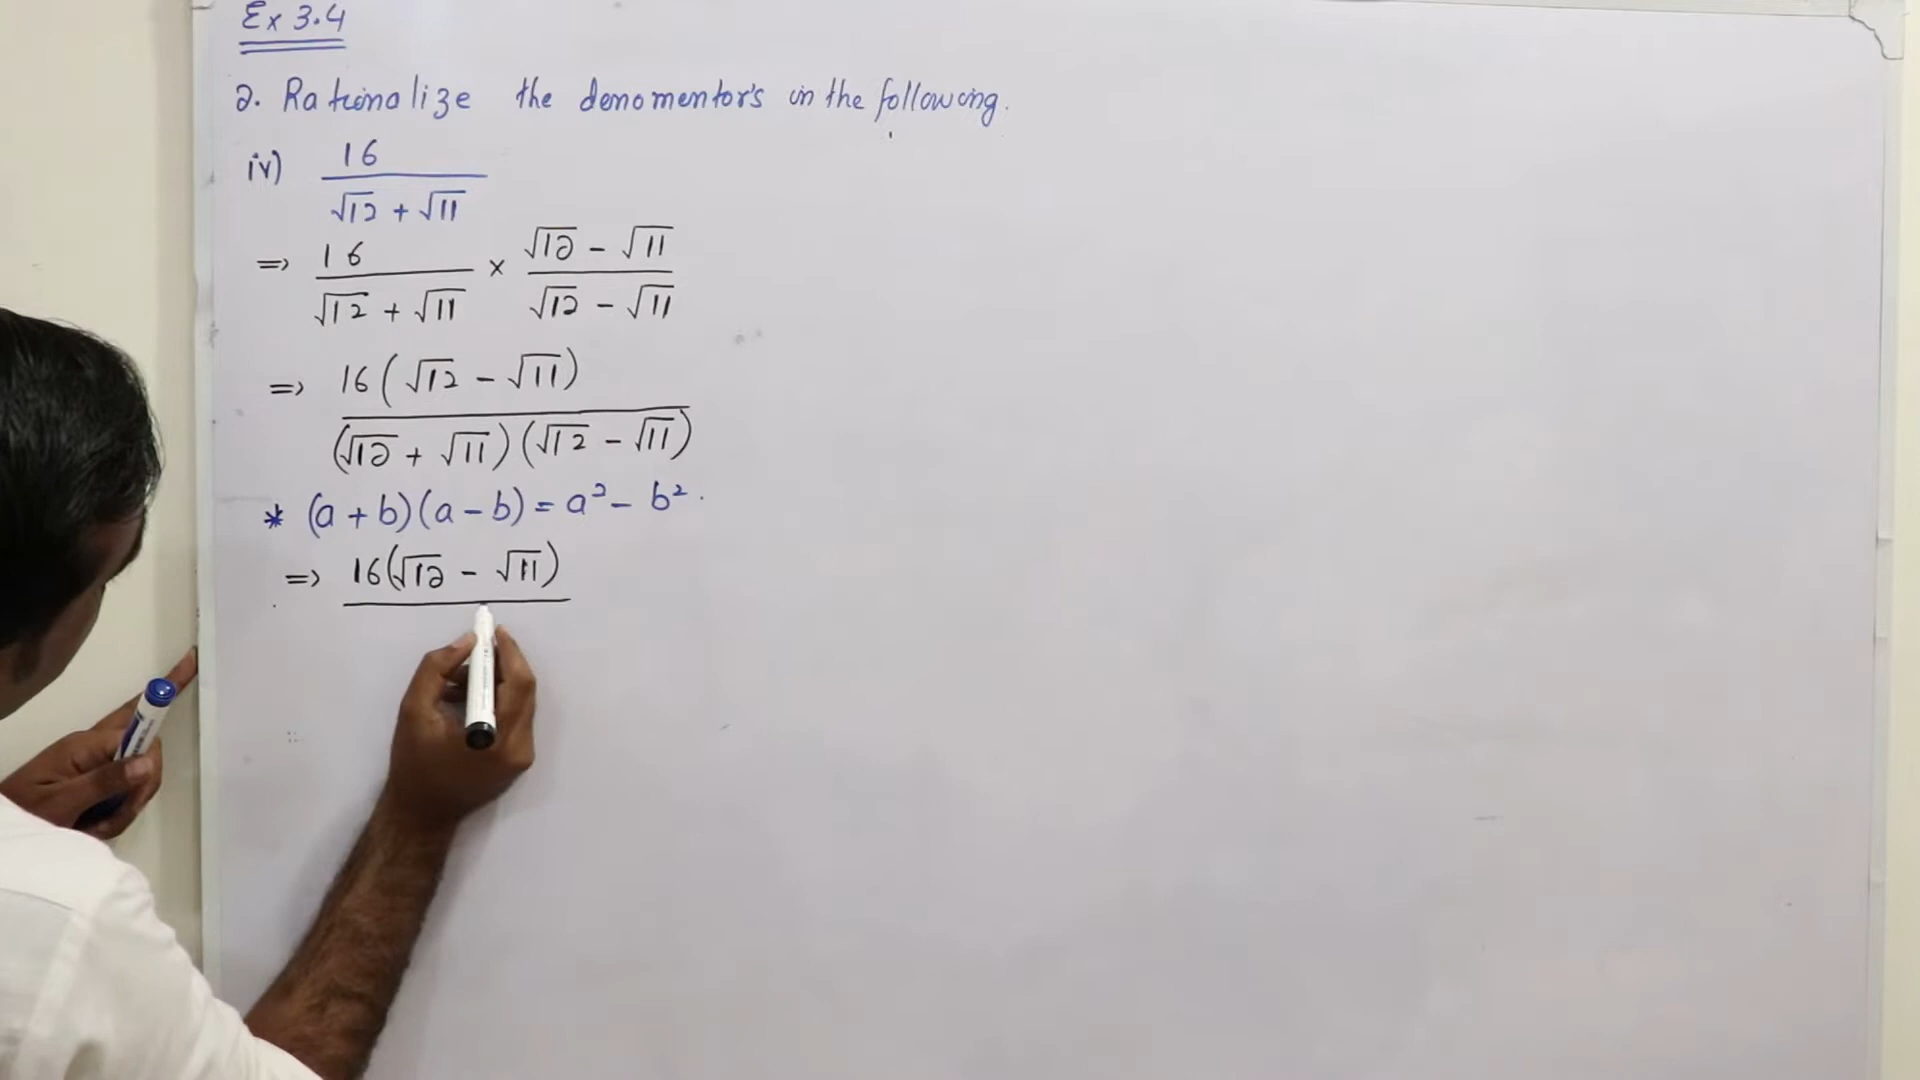 Ex 3.4
2. Rationalize the denomentor's in the following.
iv) 16
√12 + √11
=> 16 × √12 - √11
√12 + √11 √12 - √11
=> 16(√12 - √11)
(√12 + √11)(√12 - √11)
* (a + b)(a - b) = a² - b².
=> 16(√12 - √11)